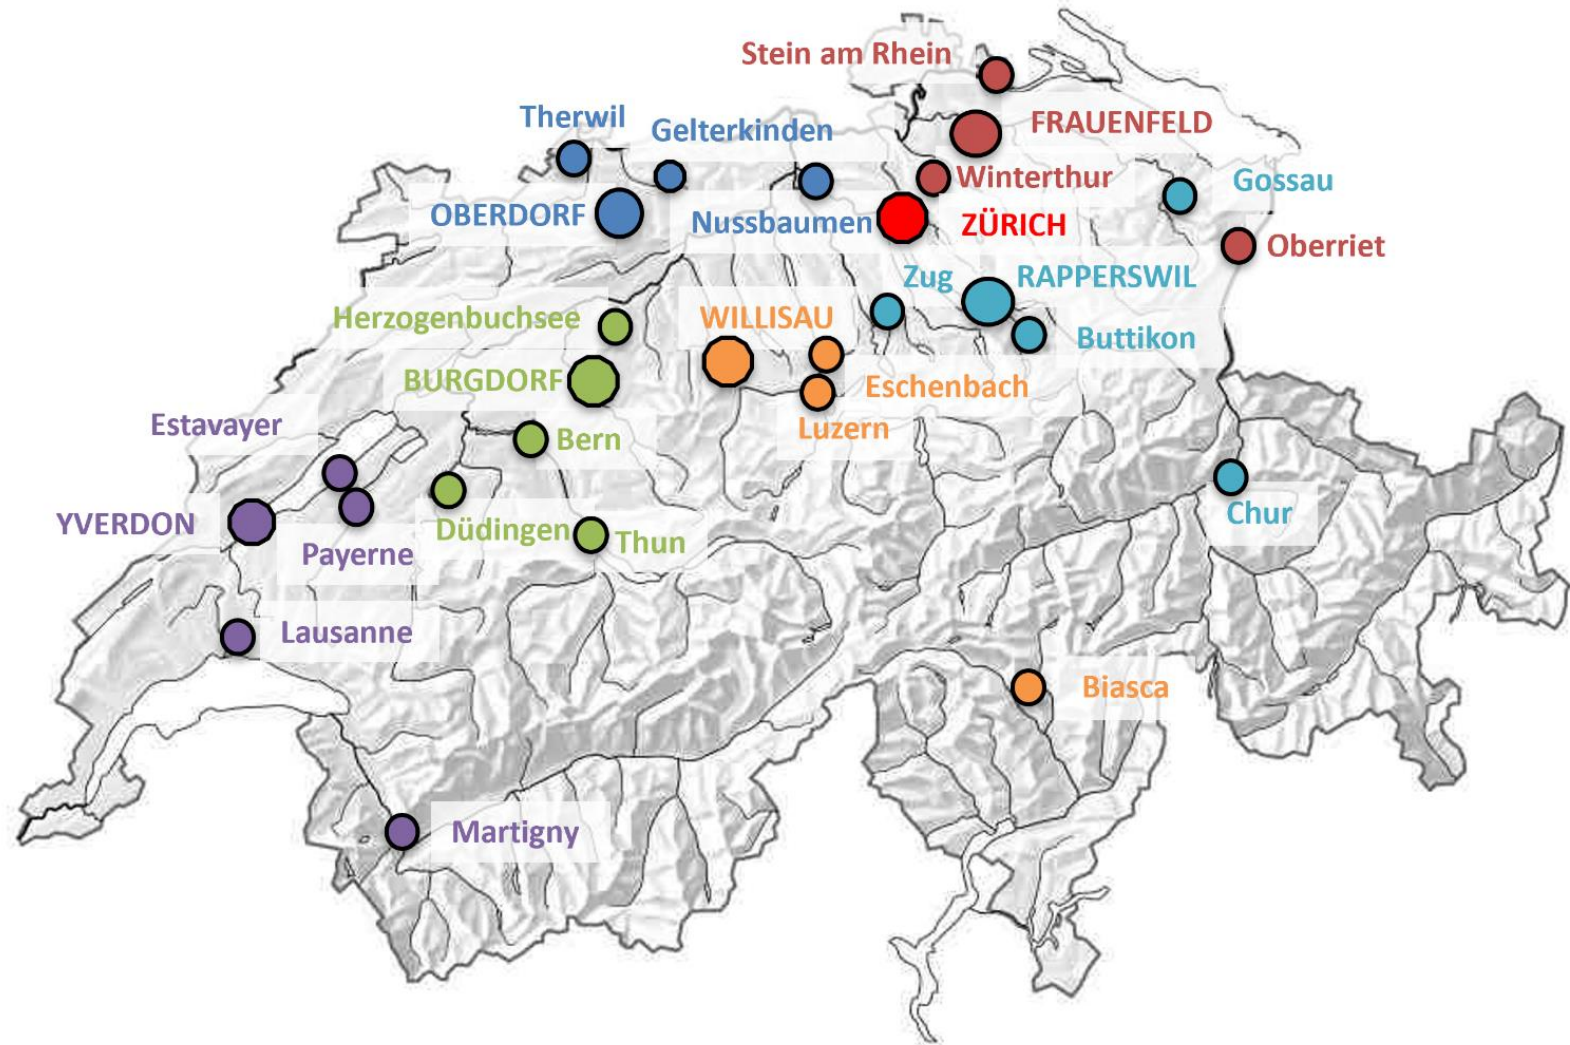 Stein am Rhein
Therwil
Gelterkinden
FRAUENFELD
Winterthur
Gossau
OBERDORF
Nussbaumen
ZÜRICH
Oberriet
Zug
RAPPERSWIL
Herzogenbuchsee
WILLISAU
Buttikon
BURGDORF
Eschenbach
Estavayer
Bern
Luzern
YVERDON
Düdingen
Thun
Chur
Payerne
Lausanne
Biasca
Martigny